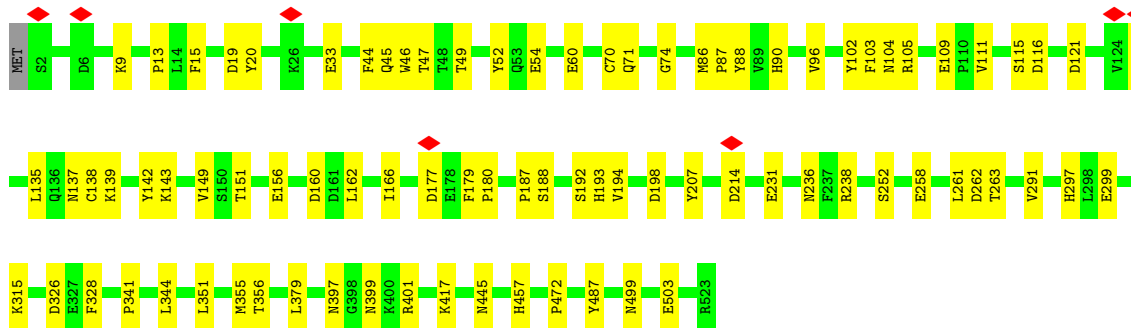 MET S2 D6 K9 P13 L14 F15 D19 Y20 K26 E33 F44 Q45 W46 T47 T48 T49 Y52 Q53 E54 E60 C70 Q71 G74 M86 P87 Y88 V89 H90 V96 Y102 F103 N104 R105 E109 P110 V111 S115 D116 D121 V124
L135 Q136 N137 C138 K139 Y142 K143 V149 S150 T151 E156 D160 D161 L162 I166 D177 E178 F179 P180 P187 S188 S192 H193 V194 D198 Y207 D214 E231 N236 F237 R238 S252 E258 L261 D262 T263 V291 H297 L298 E299
K315 D326 E327 F328 P341 L344 L351 M355 T356 L379 N397 G398 N399 K400 R401 K417 N445 H457 P472 Y487 N499 E503 R523